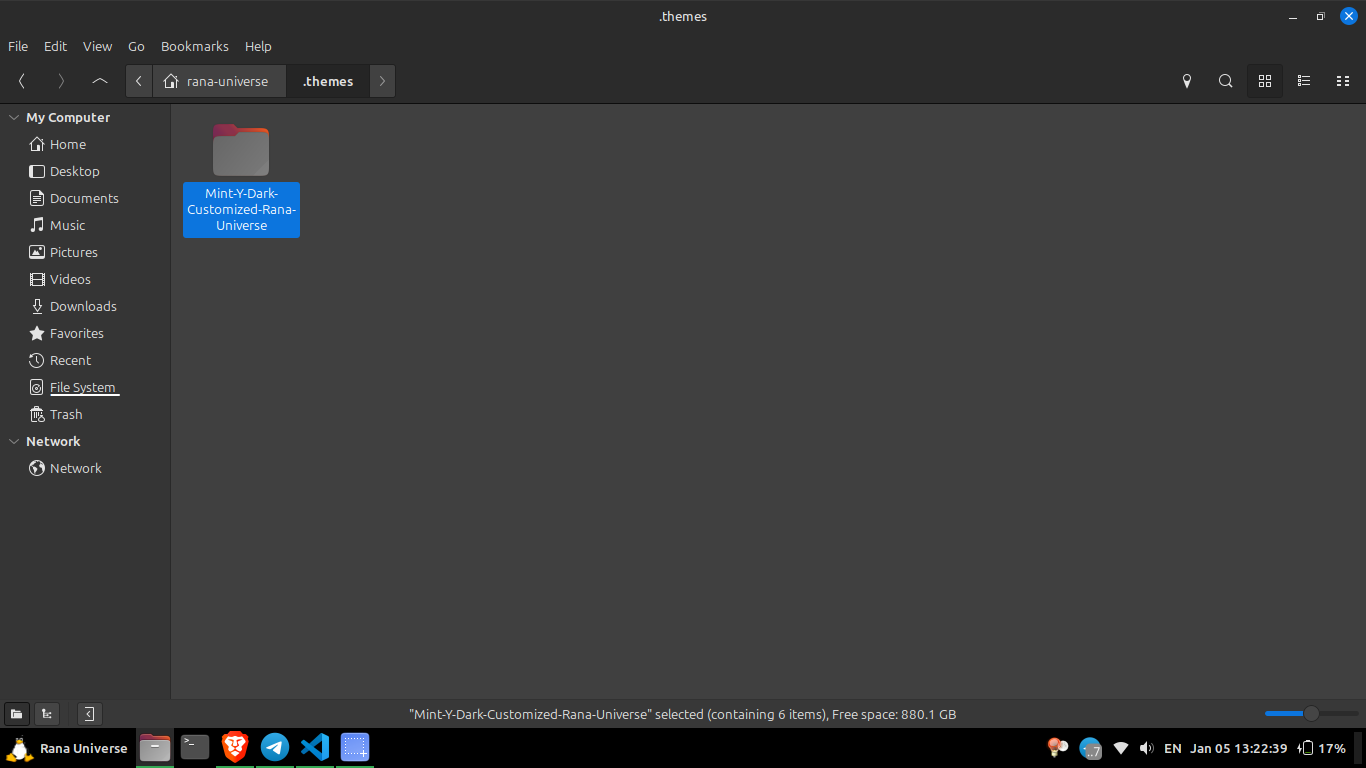 .themes
File Edit View Go Bookmarks Help
rana-universe .themes
My Computer
Home
Desktop
Documents
Music
Pictures
Videos
Downloads
Favorites
Recent
File System
Trash
Network
Network
Mint-Y-Dark-
Customized-Rana-
Universe
"Mint-Y-Dark-Customized-Rana-Universe" selected (containing 6 items), Free space: 880.1 GB
Rana Universe >_ ..7 EN Jan 05 13:22:39 17%